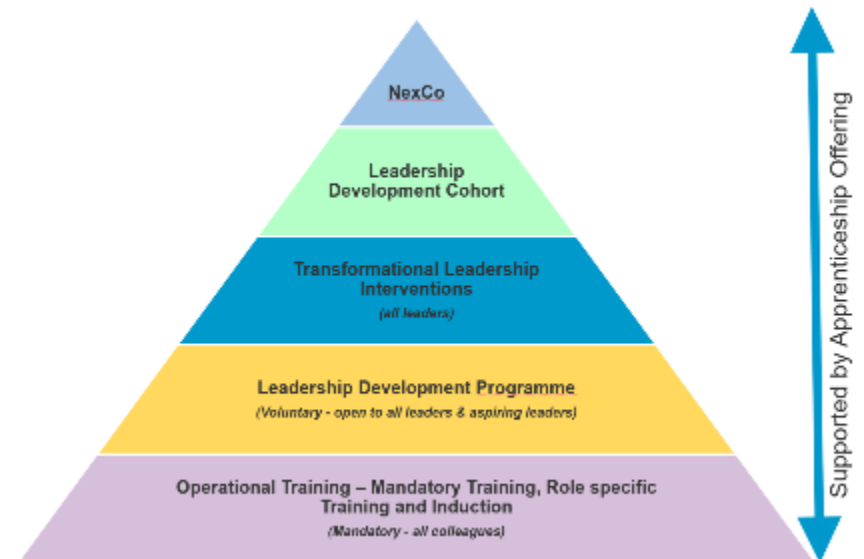 NexCo
Leadership
Development Cohort
Transformational Leadership
Interventions
(all leaders)
Leadership Development Programme
(Voluntary - open to all leaders & aspiring leaders)
Operational Training – Mandatory Training, Role specific
Training and Induction
(Mandatory - all colleagues)
Supported by Apprenticeship Offering